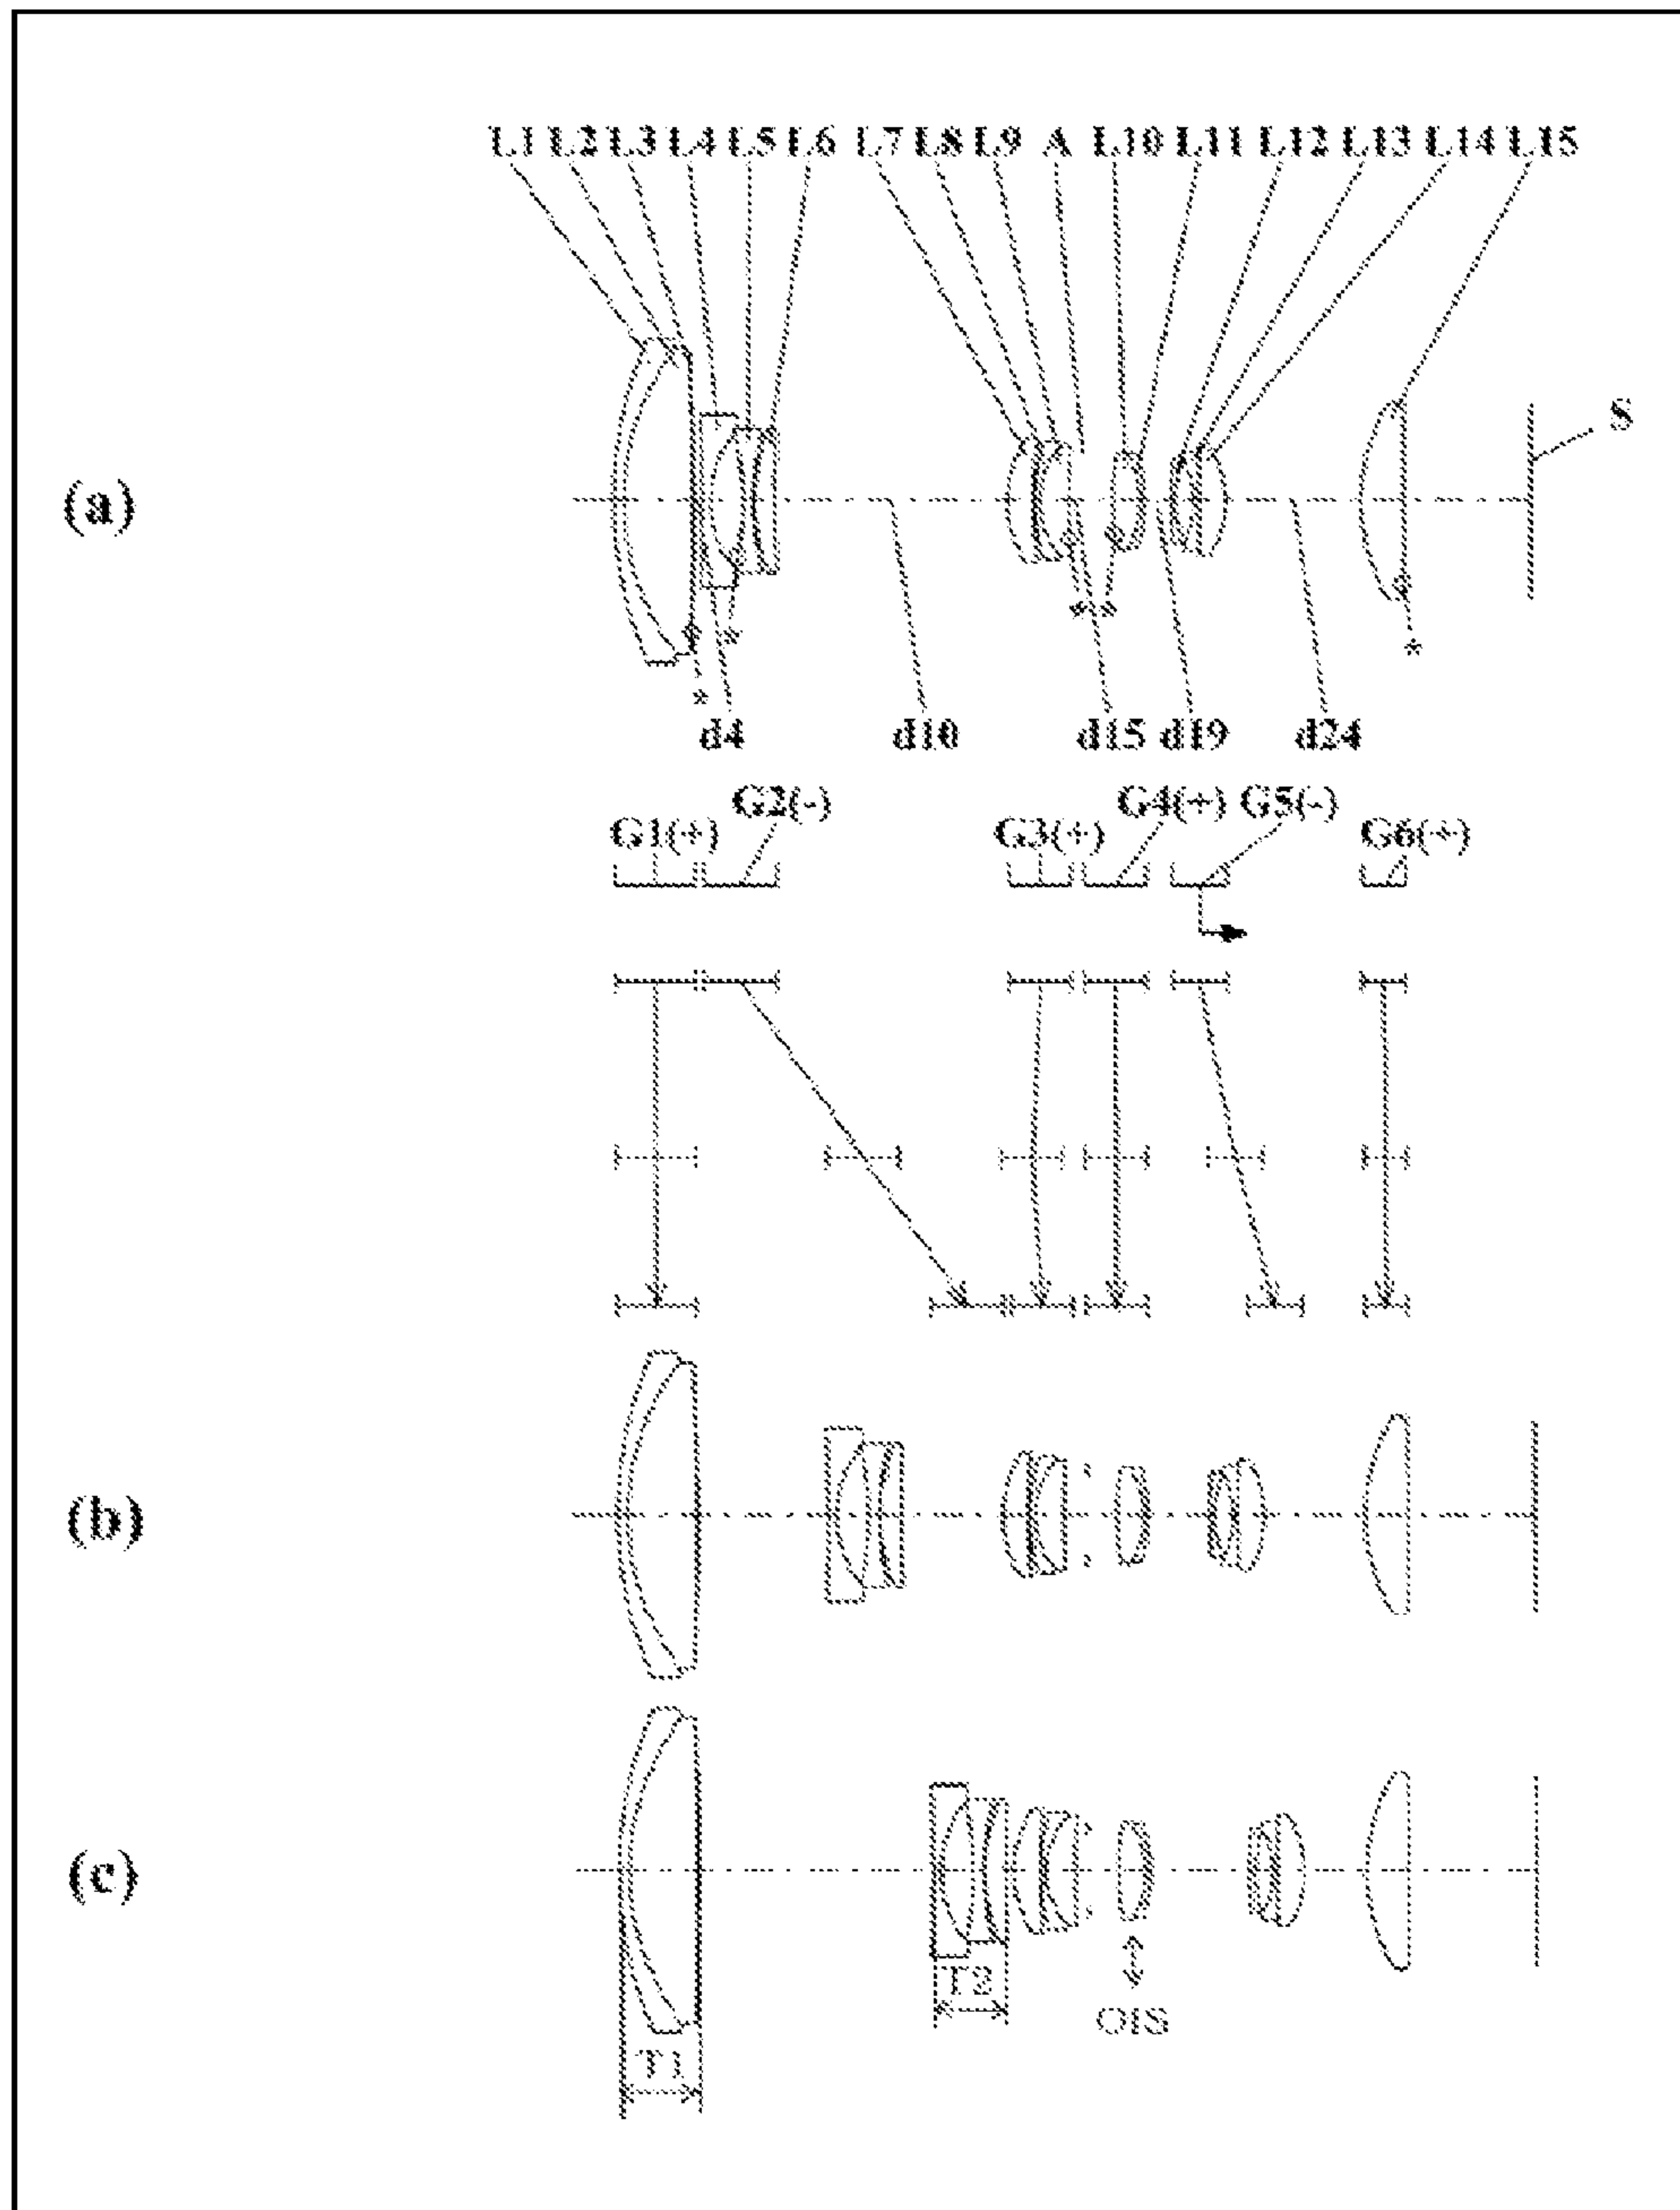 L1 L2 L3 L4 L5 L6 L7 L8 L9 A L10 L11 L12 L13 L14 L15
S
(a)
* * * * *
d4 d10 d15 d19 d24
G1(+) G2(-) G3(+) G4(+) G5(-) G6(+)
(b)
(c)
T2
OIS
T1